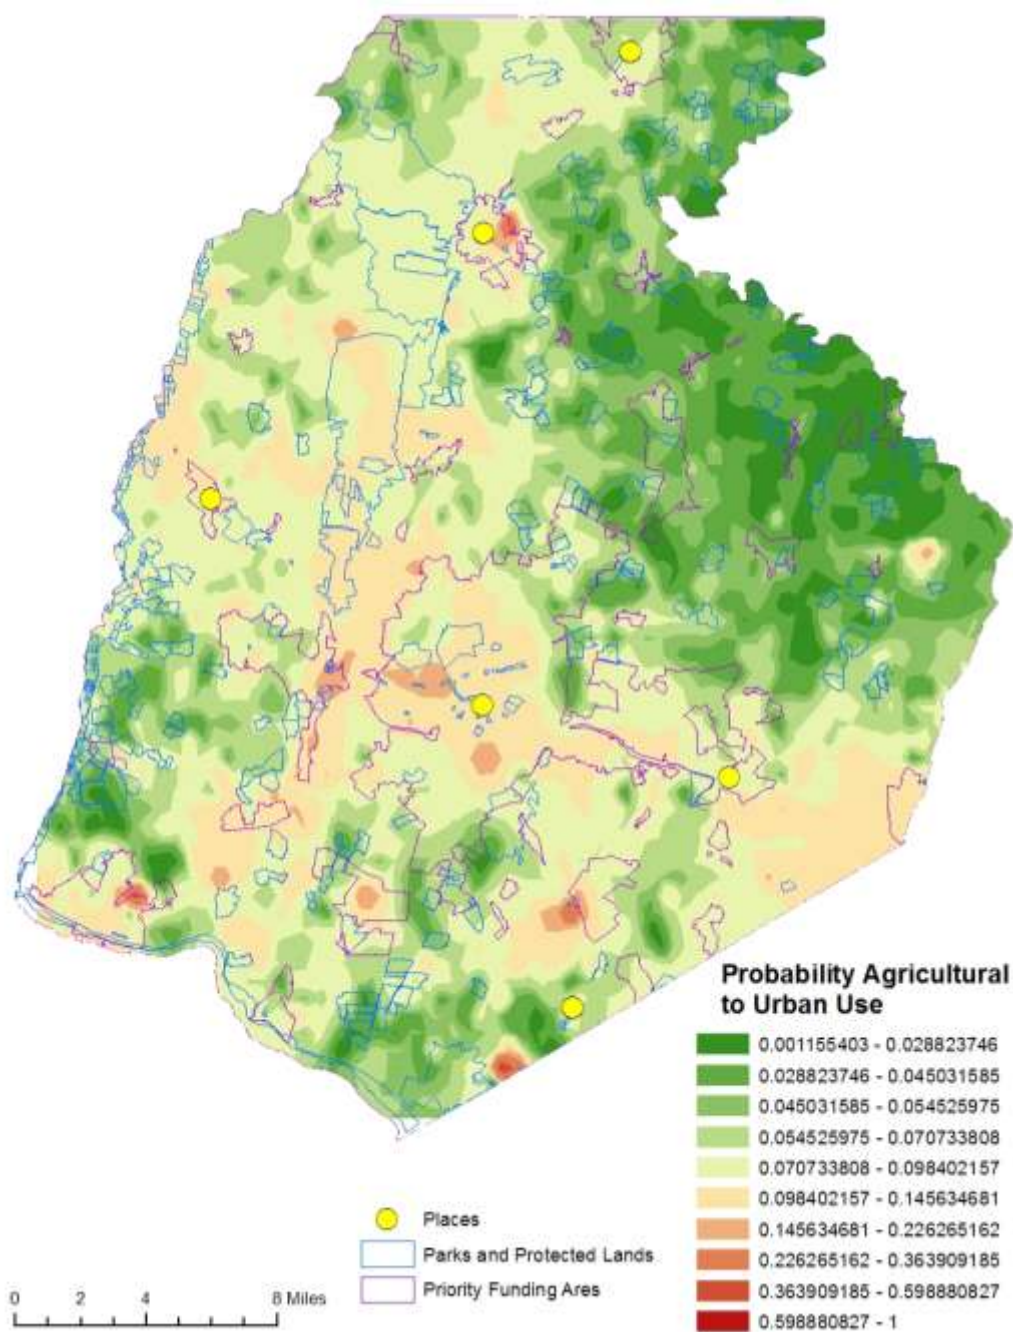 Probability Agricultural
to Urban Use
0.001155403 - 0.028823746
0.028823746 - 0.045031585
0.045031585 - 0.054525975
0.054525975 - 0.070733808
0.070733808 - 0.098402157
0.098402157 - 0.145634681
0.145634681 - 0.226265162
0.226265162 - 0.363909185
0.363909185 - 0.598880827
0.598880827 - 1
Places
Parks and Protected Lands
Priority Funding Ares
0 2 4 8 Miles